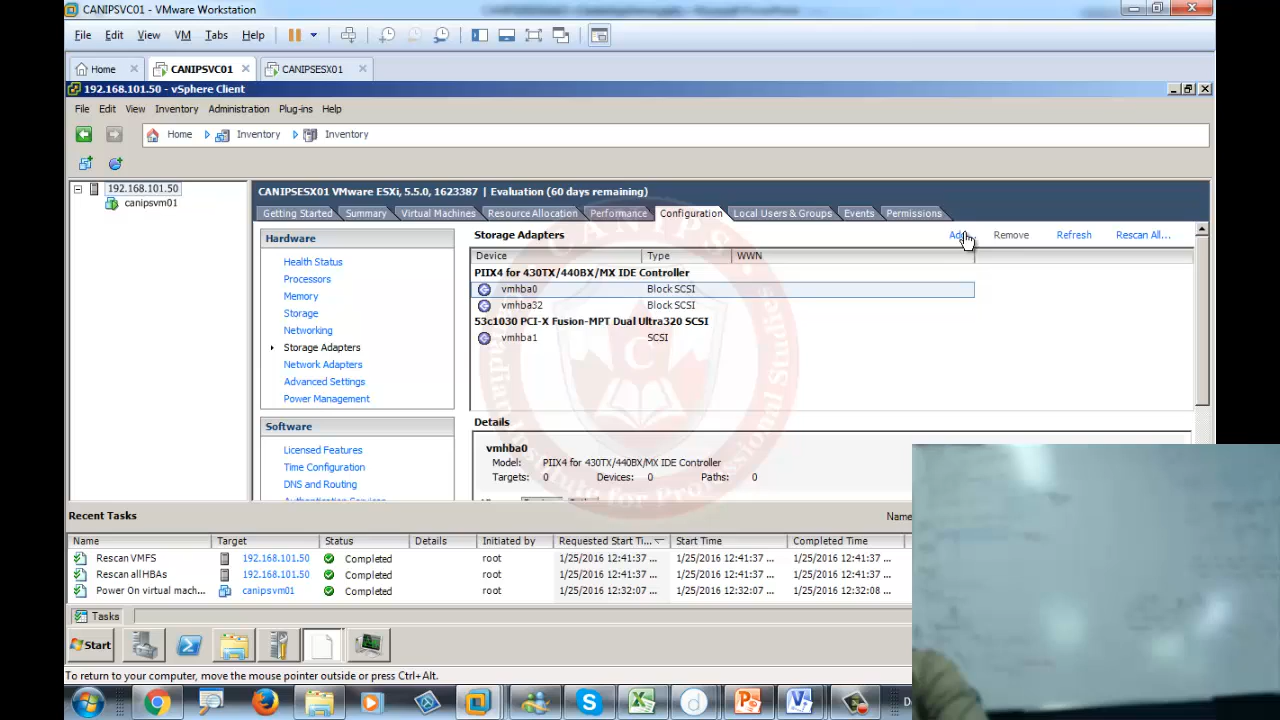 CANIPSVC01 - VMware Workstation
File Edit View VM Tabs Help
Home CANIPSVC01 CANIPSESX01
192.168.101.50 - vSphere Client
File Edit View Inventory Administration Plug-ins Help
Home Inventory Inventory
192.168.101.50
canipsvm01
CANIPSESX01 VMware ESXi, 5.5.0, 1623387 | Evaluation (60 days remaining)
Getting Started Summary Virtual Machines Resource Allocation Performance Configuration Local Users & Groups Events Permissions
Hardware
Health Status
Processors
Memory
Storage
Networking
Storage Adapters
Network Adapters
Advanced Settings
Power Management
Software
Licensed Features
Time Configuration
DNS and Routing
Storage Adapters Remove Refresh Rescan All...
Device Type WWN
PIIX4 for 430TX/440BX/MX IDE Controller
vmhba0 Block SCSI
vmhba32 Block SCSI
53c1030 PCI-X Fusion-MPT Dual Ultra320 SCSI
vmhba1 SCSI
Details
vmhba0
Model: PIIX4 for 430TX/440BX/MX IDE Controller
Targets: 0 Devices: 0 Paths: 0
Recent Tasks
Name
Name Target Status Details Initiated by Requested Start Ti... Start Time Completed Time
Rescan VMFS 192.168.101.50 Completed root 1/25/2016 12:41:37 ... 1/25/2016 12:41:37 ... 1/25/2016 12:41:37 ...
Rescan all HBAs 192.168.101.50 Completed root 1/25/2016 12:41:37 ... 1/25/2016 12:41:37 ... 1/25/2016 12:41:37 ...
Power On virtual mach... canipsvm01 Completed root 1/25/2016 12:32:07 ... 1/25/2016 12:32:07 ... 1/25/2016 12:32:08 ...
Tasks
Start
To return to your computer, move the mouse pointer outside or press Ctrl+Alt.